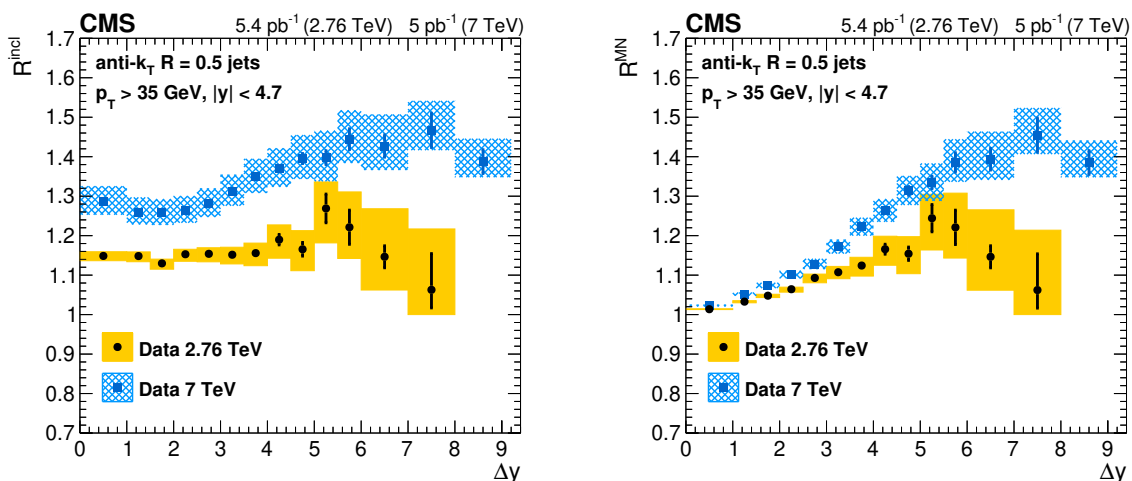 CMS 5.4 pb⁻¹ (2.76 TeV) 5 pb⁻¹ (7 TeV)
R^incl
anti-k_T R = 0.5 jets
p_T > 35 GeV, |y| < 4.7
1.6
1.5
1.4
1.3
1.2
1.1
1
0.9
0.8
0.7
Data 2.76 TeV
Data 7 TeV
0 1 2 3 4 5 6 7 8 9
Δy
CMS 5.4 pb⁻¹ (2.76 TeV) 5 pb⁻¹ (7 TeV)
R^MN
anti-k_T R = 0.5 jets
p_T > 35 GeV, |y| < 4.7
1.6
1.5
1.4
1.3
1.2
1.1
1
0.9
0.8
0.7
Data 2.76 TeV
Data 7 TeV
0 1 2 3 4 5 6 7 8 9
Δy